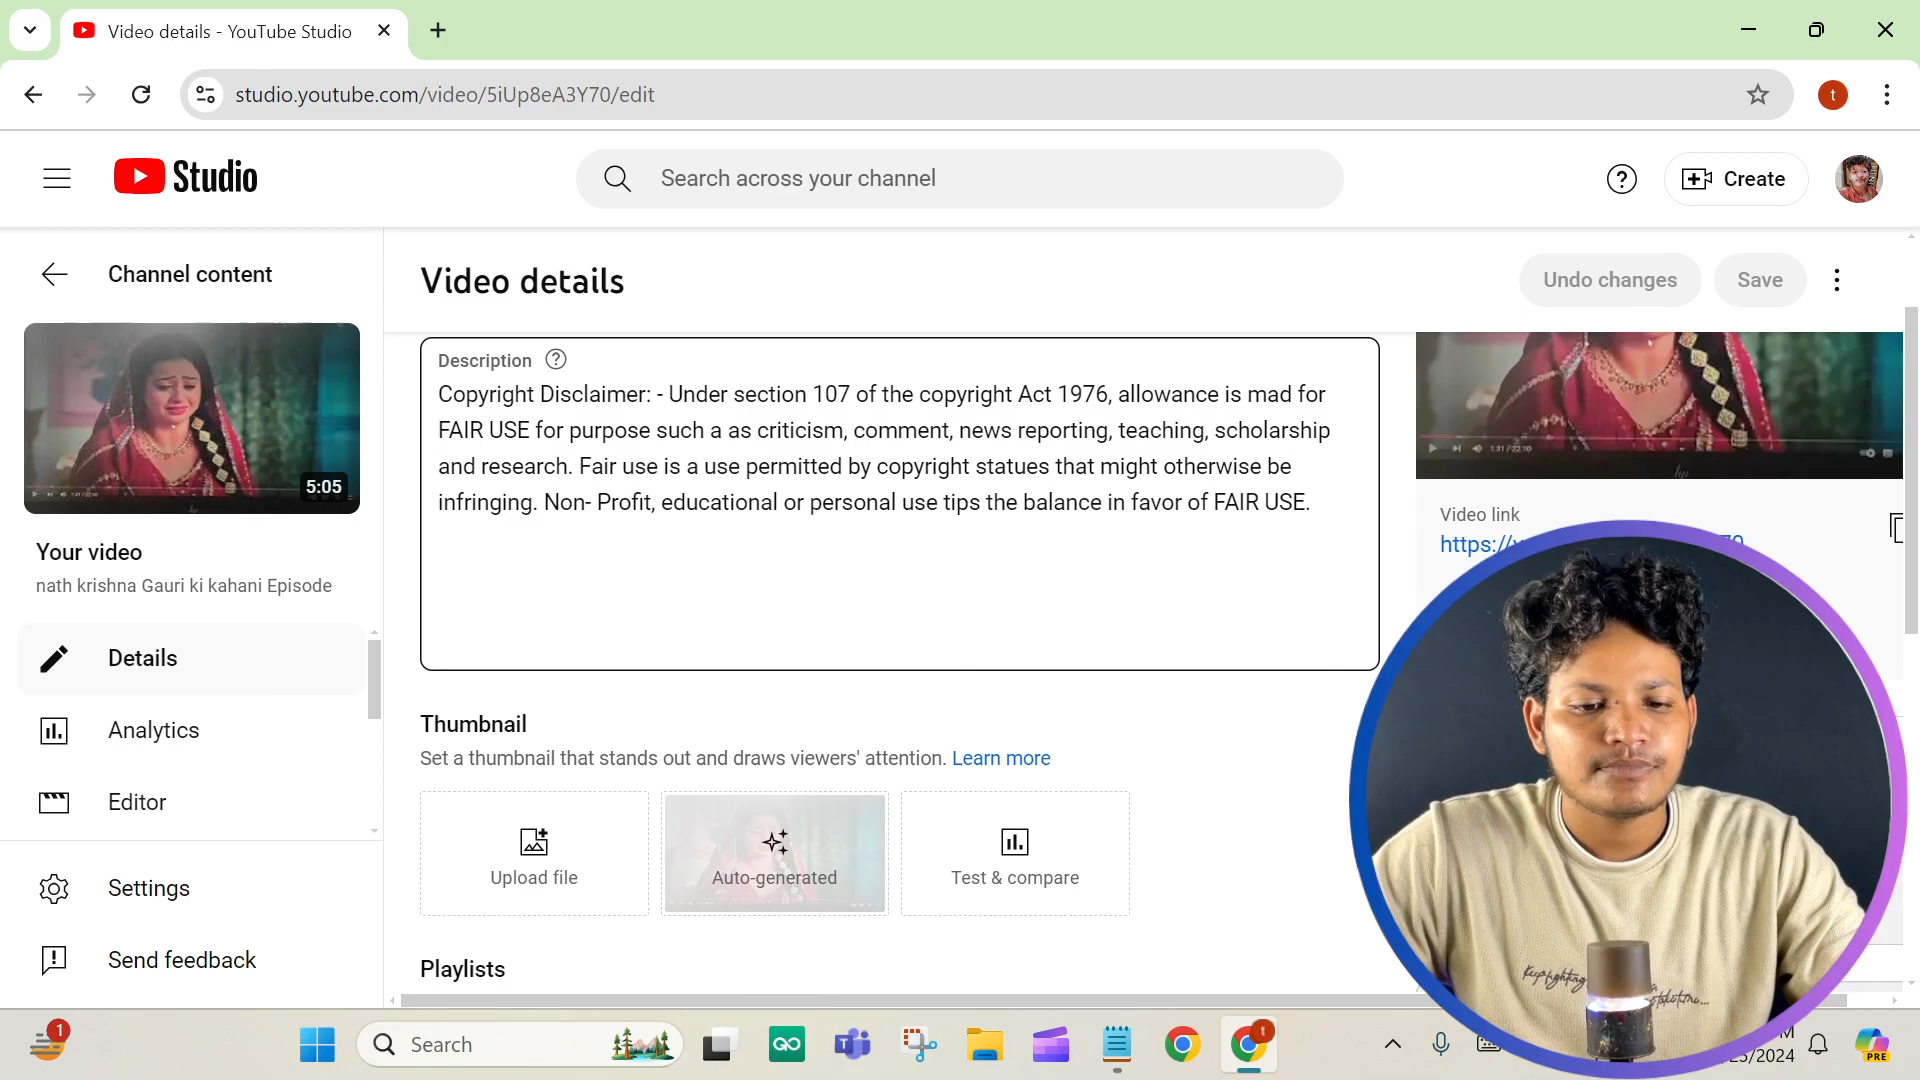 Video details - YouTube Studio
studio.youtube.com/video/5iUp8eA3Y70/edit
t
Studio
Search across your channel
Create
Channel content
Video details
Undo changes
Save
5:05
Your video
nath krishna Gauri ki kahani Episode
Details
Analytics
Editor
Settings
Send feedback
Description
Copyright Disclaimer: - Under section 107 of the copyright Act 1976, allowance is mad for
FAIR USE for purpose such a as criticism, comment, news reporting, teaching, scholarship
and research. Fair use is a use permitted by copyright statues that might otherwise be
infringing. Non- Profit, educational or personal use tips the balance in favor of FAIR USE.
Video link
https://
Thumbnail
Set a thumbnail that stands out and draws viewers' attention. Learn more
Upload file
Auto-generated
Test & compare
Playlists
1
Search
t
/2024
PRE